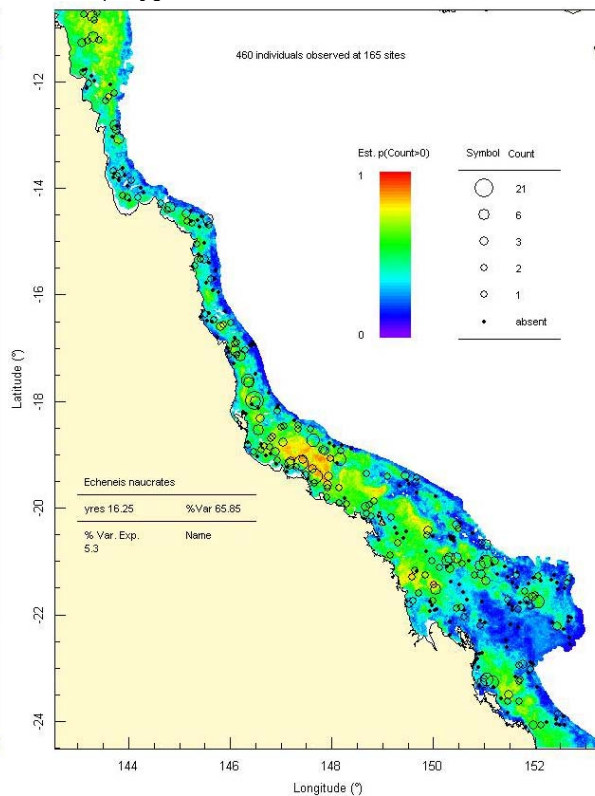 460 individuals observed at 165 sites
Est. p(Count>0)
1
0
Symbol Count
21
6
3
2
1
absent
-12
-14
-16
-18
-20
-22
-24
Latitude (°)
Echeneis naucrates
yres 16.25 %Var 65.85
% Var. Exp. Name
5.3
144 146 148 150 152
Longitude (°)